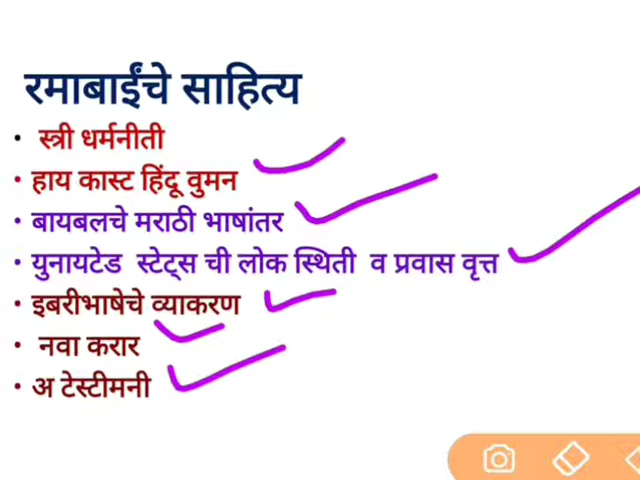 रमाबाईंचे साहित्य
• स्त्री धर्मनीती
• हाय कास्ट हिंदू वुमन
• बायबलचे मराठी भाषांतर
• युनायटेड स्टेट्स ची लोक स्थिती व प्रवास वृत्त
• इबरीभाषेचे व्याकरण
• नवा करार
• अ टेस्टीमनी